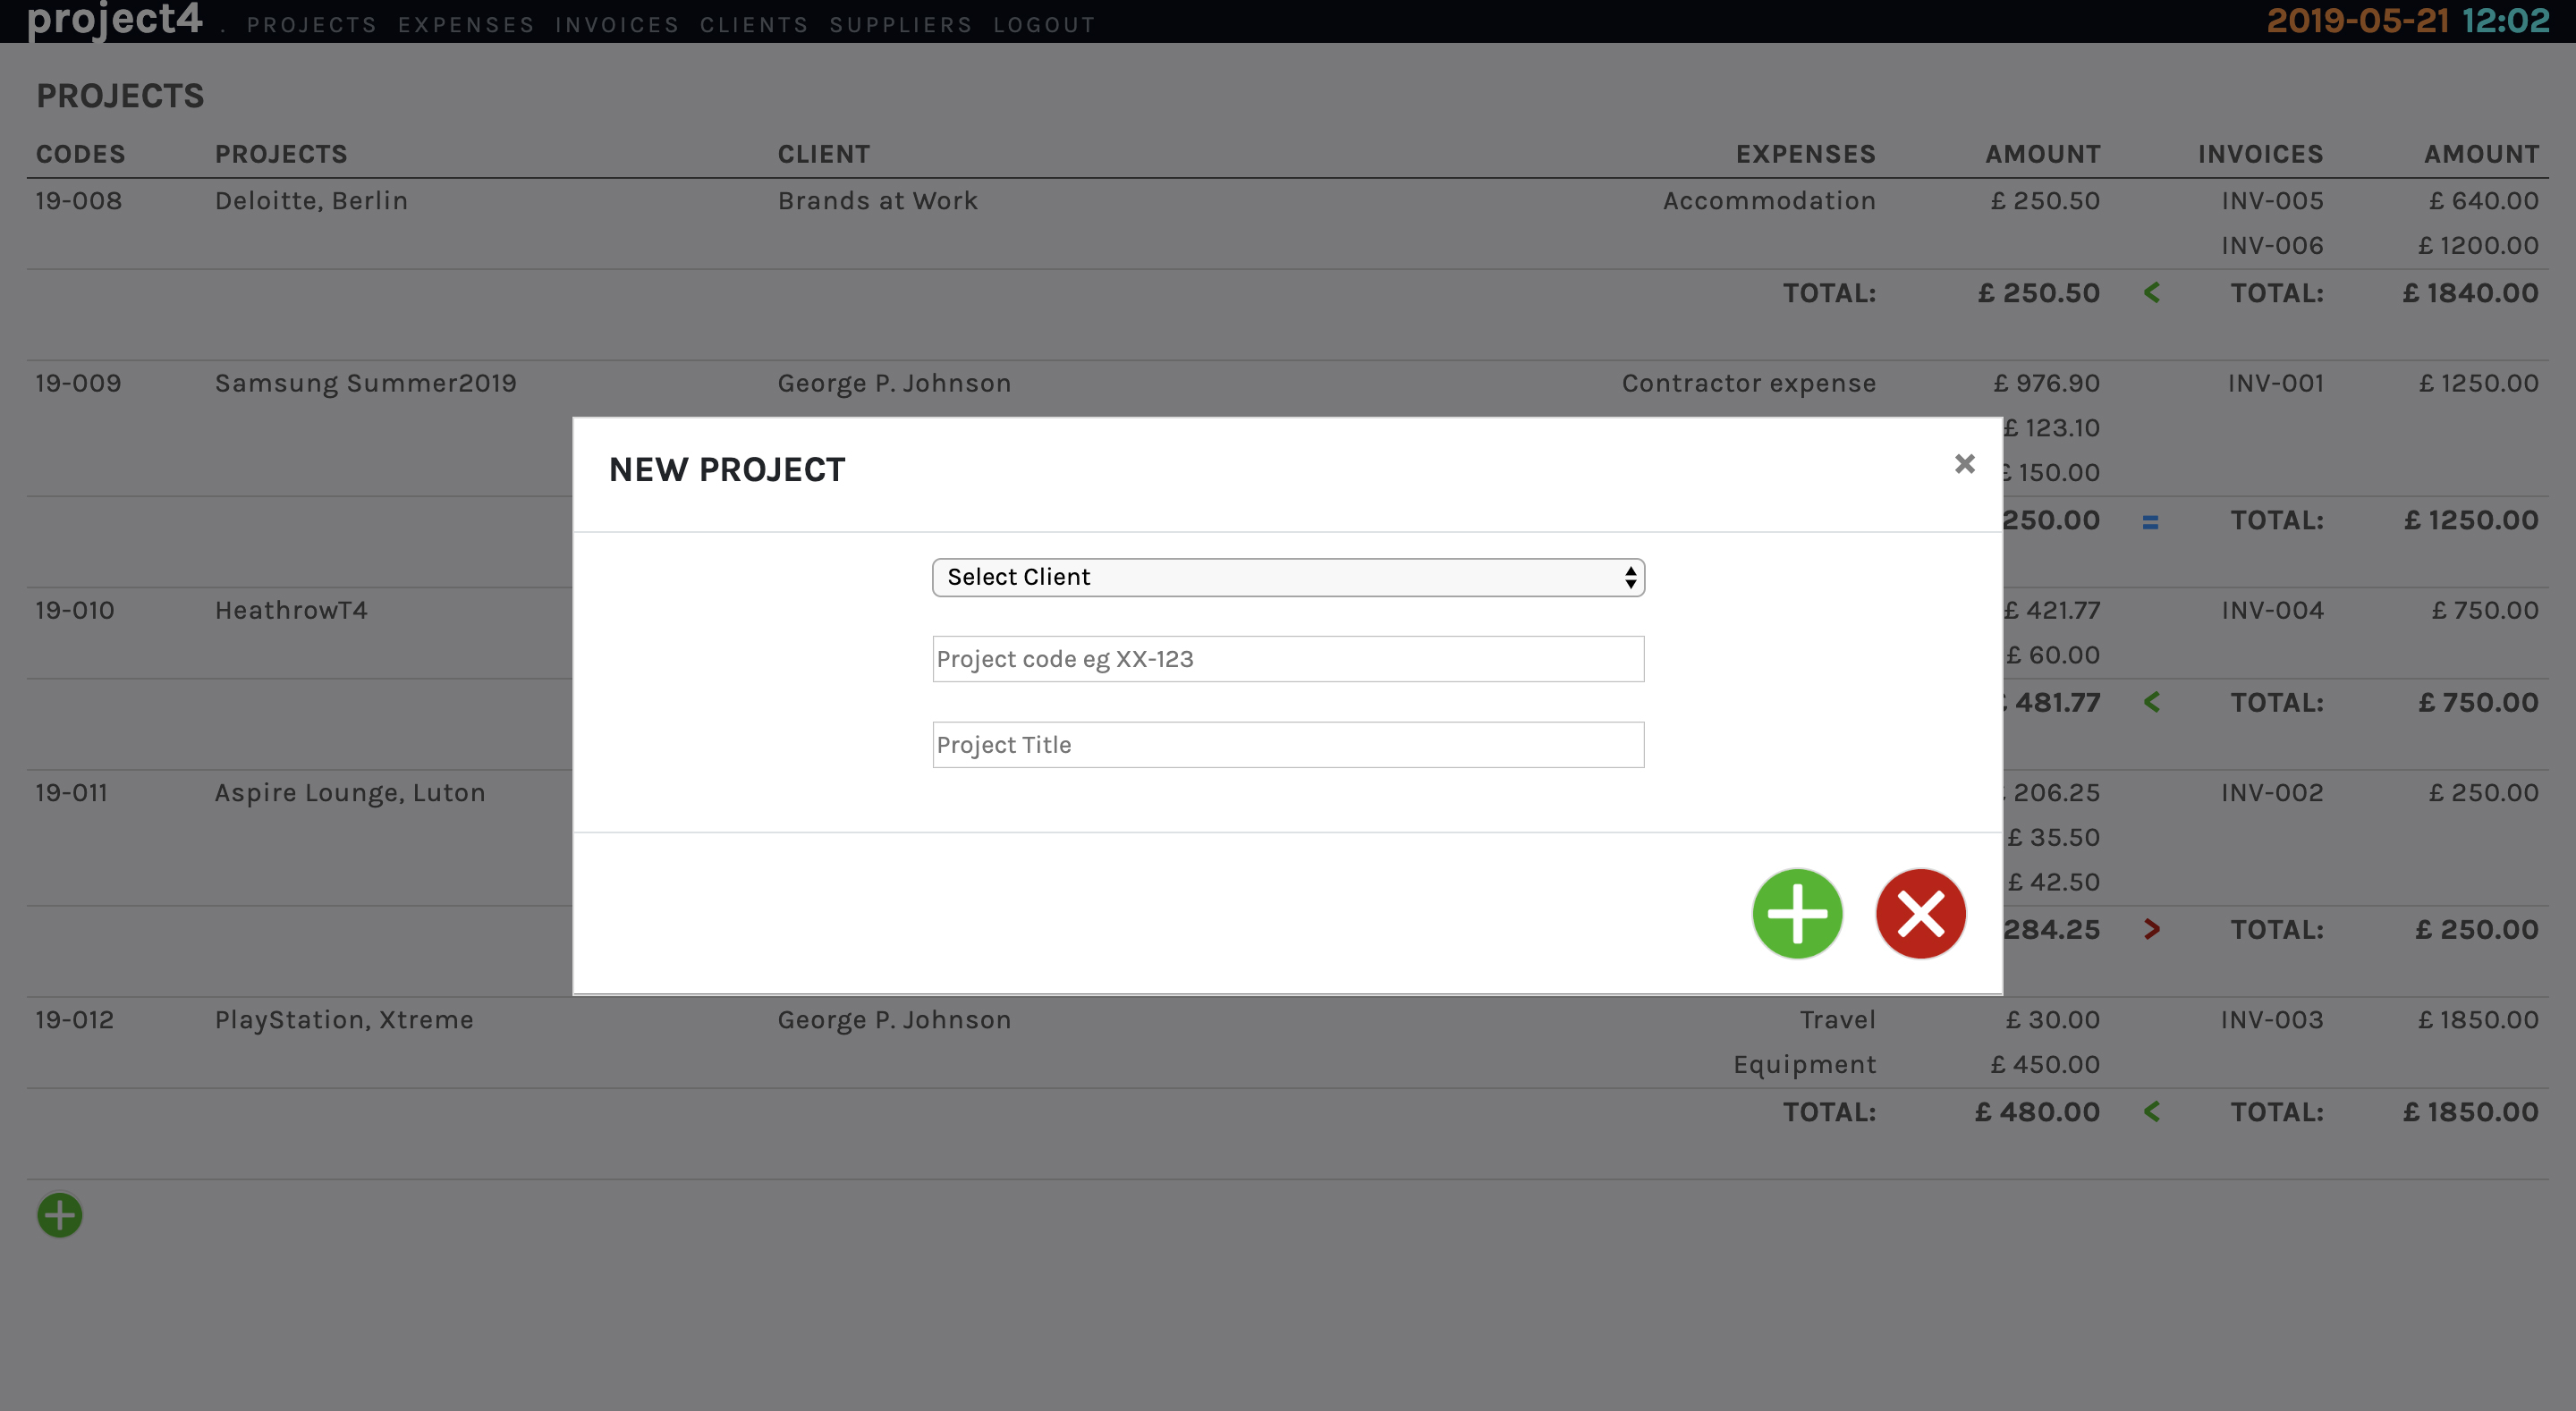 project4 . PROJECTS EXPENSES INVOICES CLIENTS SUPPLIERS LOGOUT 2019-05-21 12:02
PROJECTS
CODES PROJECTS CLIENT EXPENSES AMOUNT INVOICES AMOUNT
19-008 Deloitte, Berlin Brands at Work Accommodation £ 250.50 INV-005 £ 640.00
INV-006 £ 1200.00
TOTAL: £ 250.50 < TOTAL: £ 1840.00
19-009 Samsung Summer2019 George P. Johnson Contractor expense £ 976.90 INV-001 £ 1250.00
£ 123.10
£ 150.00
250.00 = TOTAL: £ 1250.00
19-010 HeathrowT4 £ 421.77 INV-004 £ 750.00
£ 60.00
£ 481.77 < TOTAL: £ 750.00
19-011 Aspire Lounge, Luton £ 206.25 INV-002 £ 250.00
£ 35.50
£ 42.50
284.25 > TOTAL: £ 250.00
19-012 PlayStation, Xtreme George P. Johnson Travel £ 30.00 INV-003 £ 1850.00
Equipment £ 450.00
TOTAL: £ 480.00 < TOTAL: £ 1850.00
NEW PROJECT ×
Select Client
Project code eg XX-123
Project Title